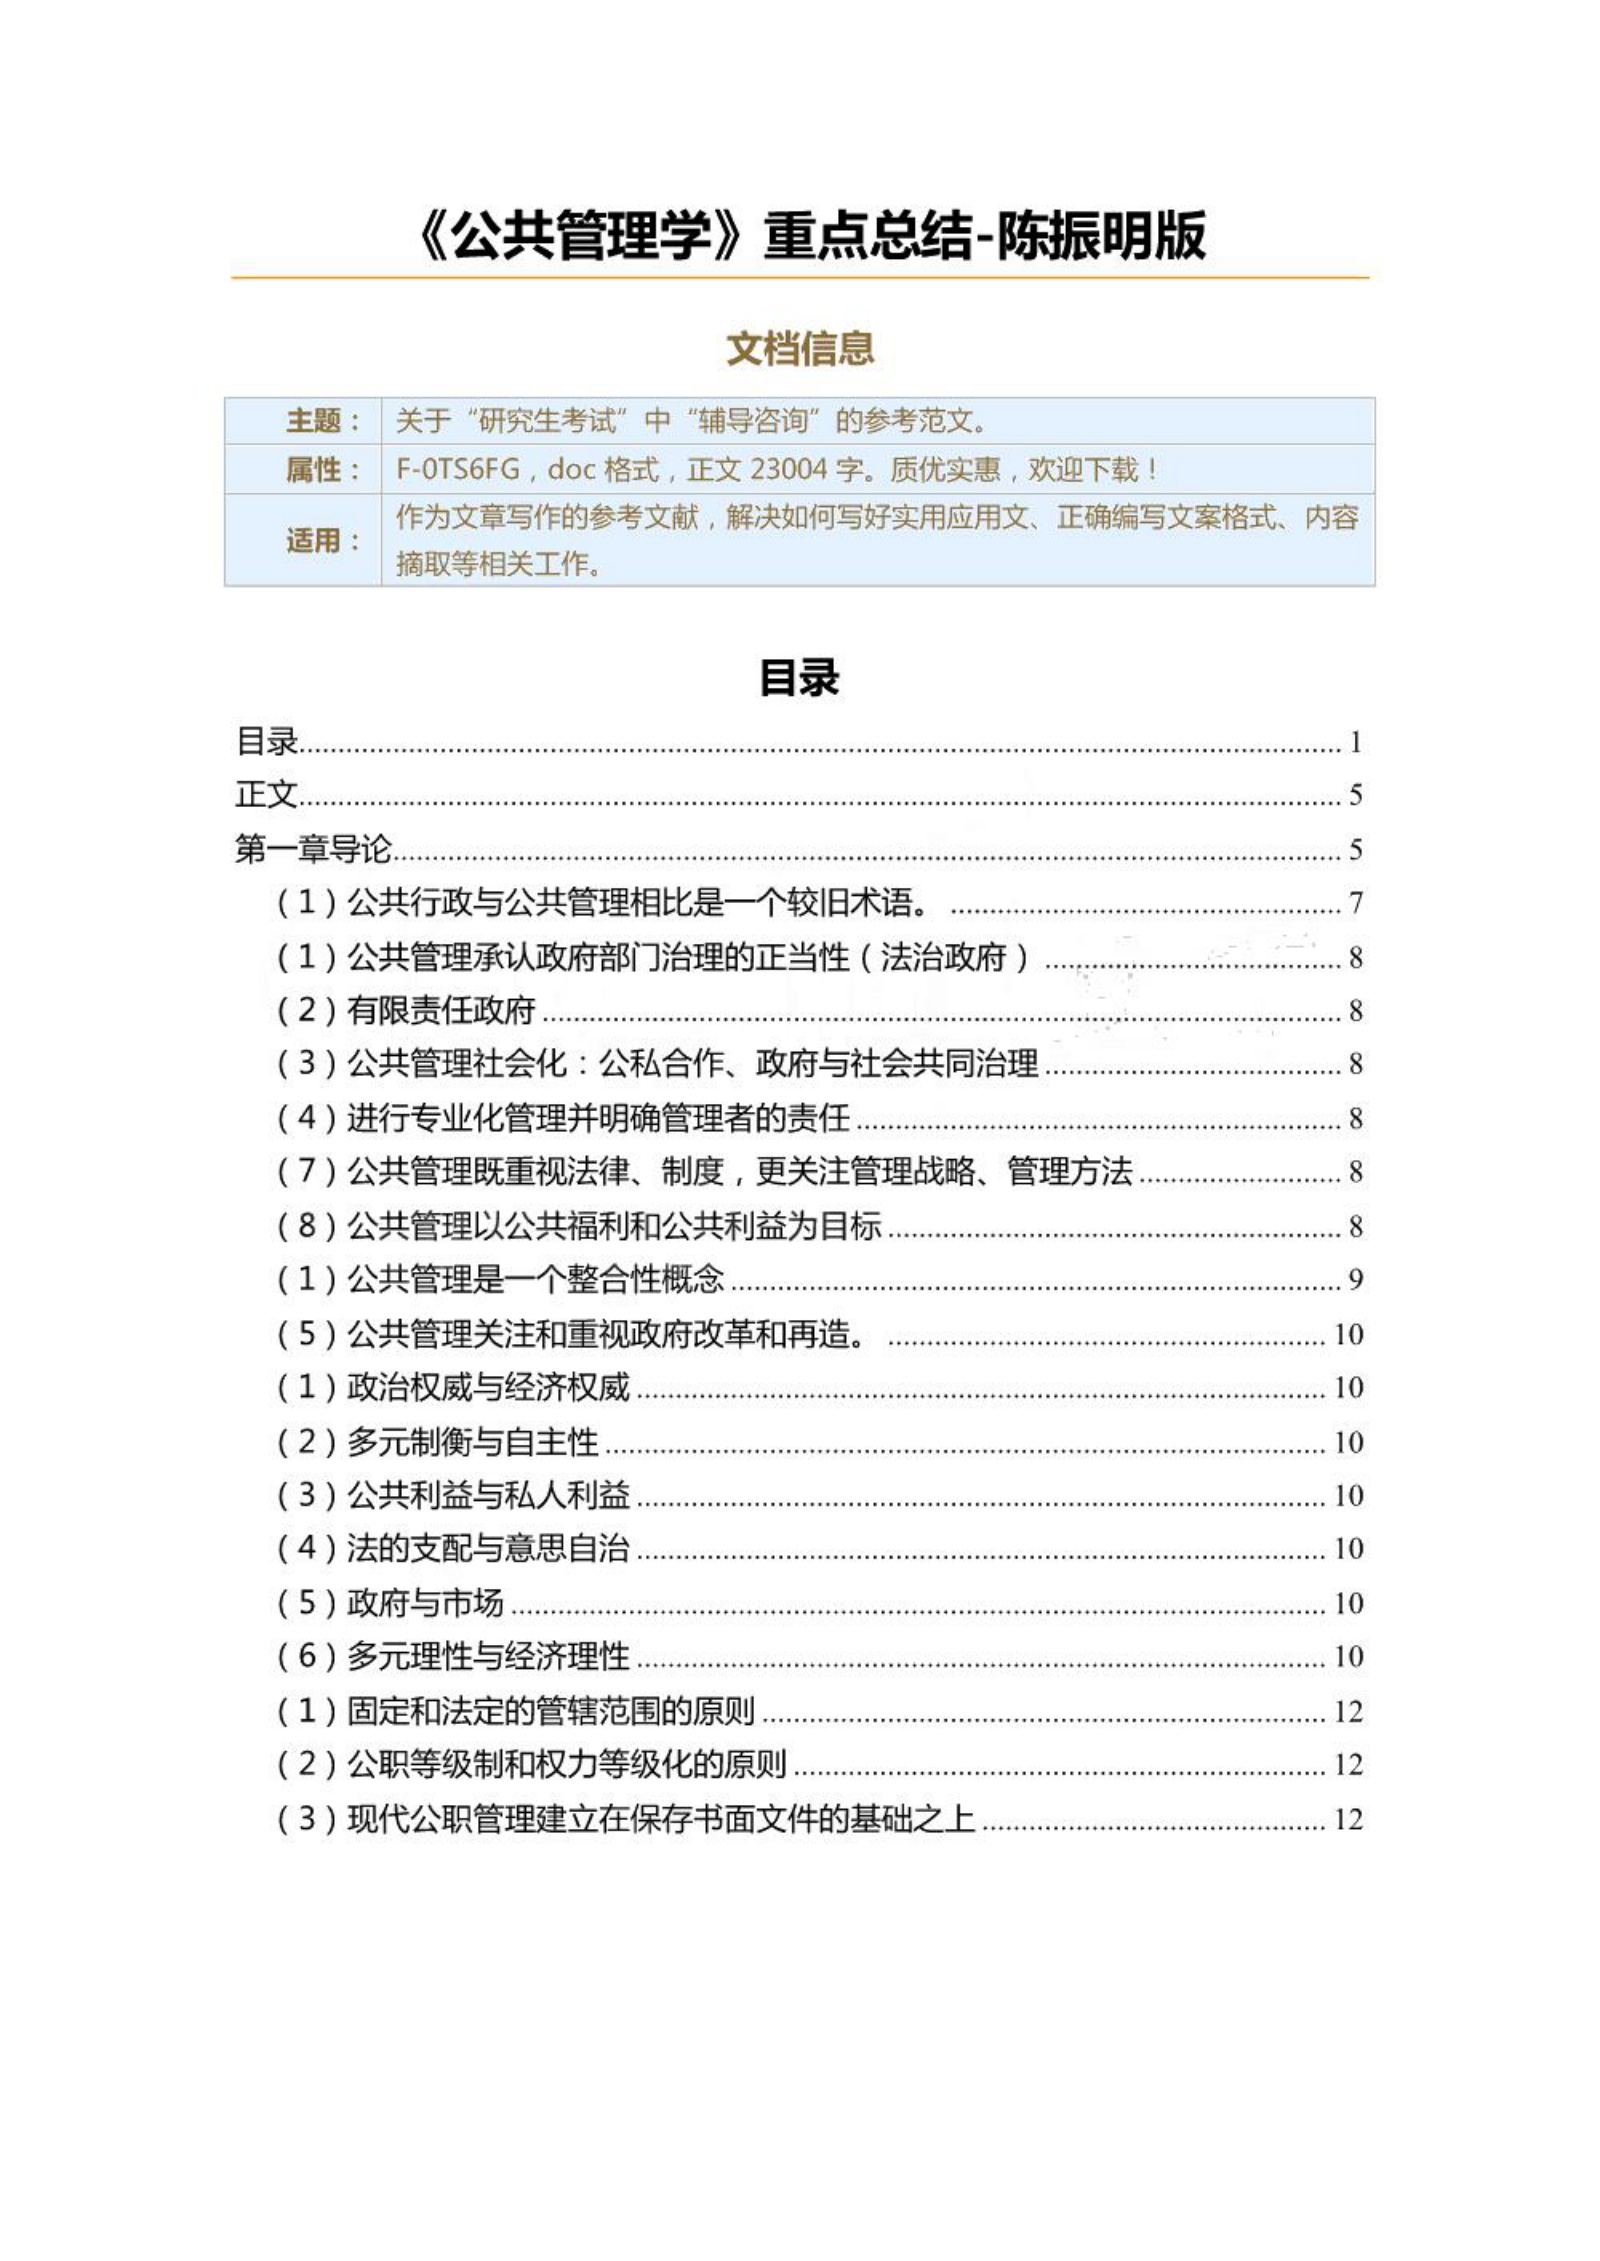 《公共管理学》重点总结-陈振明版
文档信息
主题： 关于“研究生考试”中“辅导咨询”的参考范文。
属性： F-0TS6FG，doc 格式，正文 23004 字。质优实惠，欢迎下载！
适用： 作为文章写作的参考文献，解决如何写好实用应用文、正确编写文案格式、内容
摘取等相关工作。
目录
目录 1
正文 5
第一章导论 5
（1）公共行政与公共管理相比是一个较旧术语。 7
（1）公共管理承认政府部门治理的正当性（法治政府） 8
（2）有限责任政府 8
（3）公共管理社会化：公私合作、政府与社会共同治理 8
（4）进行专业化管理并明确管理者的责任 8
（7）公共管理既重视法律、制度，更关注管理战略、管理方法 8
（8）公共管理以公共福利和公共利益为目标 8
（1）公共管理是一个整合性概念 9
（5）公共管理关注和重视政府改革和再造。 10
（1）政治权威与经济权威 10
（2）多元制衡与自主性 10
（3）公共利益与私人利益 10
（4）法的支配与意思自治 10
（5）政府与市场 10
（6）多元理性与经济理性 10
（1）固定和法定的管辖范围的原则 12
（2）公职等级制和权力等级化的原则 12
（3）现代公职管理建立在保存书面文件的基础之上 12